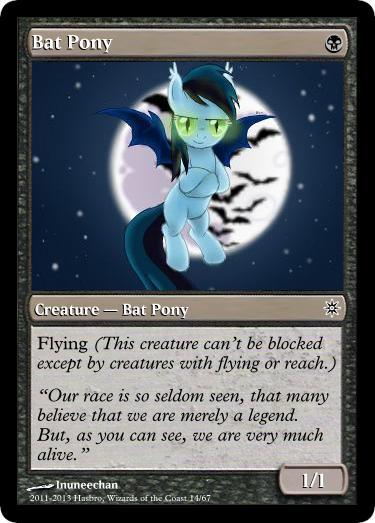 Bat Pony
Creature — Bat Pony
Flying (This creature can't be blocked
except by creatures with flying or reach.)
“Our race is so seldom seen, that many
believe that we are merely a legend.
But, as you can see, we are very much
alive.”
1/1
Inuneechan
2011-2013 Hasbro, Wizards of the Coast 14/67